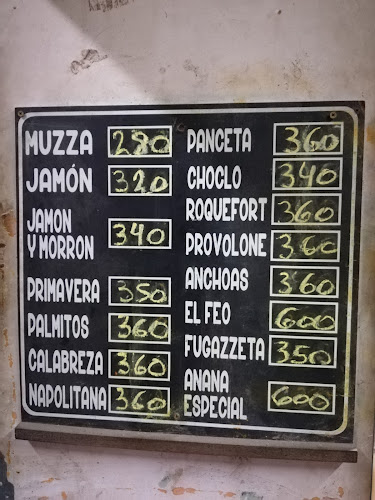 MUZZA 280
JAMÓN 320
JAMON
Y MORRON 340
PRIMAVERA 350
PALMITOS 360
CALABREZA 360
NAPOLITANA 360
PANCETA 360
CHOCLO 340
ROQUEFORT 360
PROVOLONE 360
ANCHOAS 360
EL FEO 600
FUGAZZETA 350
ANANA
ESPECIAL 600